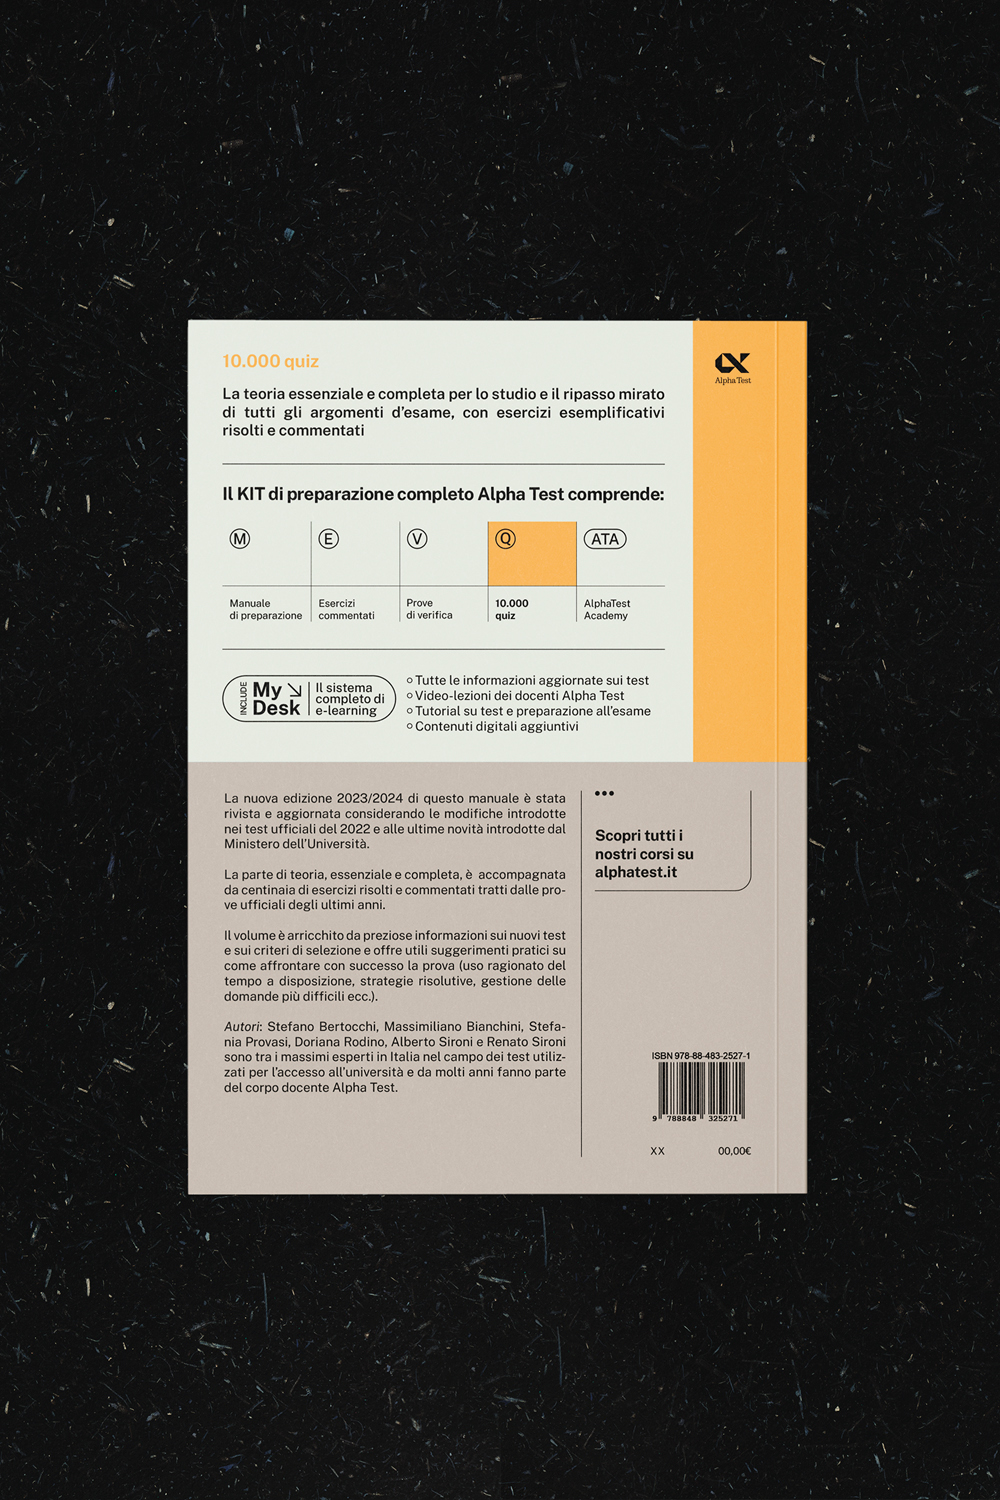 10.000 quiz
La teoria essenziale e completa per lo studio e il ripasso mirato
di tutti gli argomenti d'esame, con esercizi esemplificativi
risolti e commentati
Alpha Test
Il KIT di preparazione completo Alpha Test comprende:
M
E
V
Q
ATA
Manuale
di preparazione
Esercizi
commentati
Prove
di verifica
10.000
quiz
AlphaTest
Academy
INCLUDE
My
Desk
Il sistema
completo di
e-learning
Tutte le informazioni aggiornate sui test
Video-lezioni dei docenti Alpha Test
Tutorial su test e preparazione all'esame
Contenuti digitali aggiuntivi
La nuova edizione 2023/2024 di questo manuale è stata
rivista e aggiornata considerando le modifiche introdotte
nei test ufficiali del 2022 e alle ultime novità introdotte dal
Ministero dell'Università.
La parte di teoria, essenziale e completa, è accompagnata
da centinaia di esercizi risolti e commentati tratti dalle pro-
ve ufficiali degli ultimi anni.
Il volume è arricchito da preziose informazioni sui nuovi test
e sui criteri di selezione e offre utili suggerimenti pratici su
come affrontare con successo la prova (uso ragionato del
tempo a disposizione, strategie risolutive, gestione delle
domande più difficili ecc.).
Autori: Stefano Bertocchi, Massimiliano Bianchini, Stefa-
nia Provasi, Doriana Rodino, Alberto Sironi e Renato Sironi
sono tra i massimi esperti in Italia nel campo dei test utiliz-
zati per l'accesso all'università e da molti anni fanno parte
del corpo docente Alpha Test.
Scopri tutti i
nostri corsi su
alphatest.it
ISBN 978-88-483-2527-1
9 788848 325271
XX
00,00€